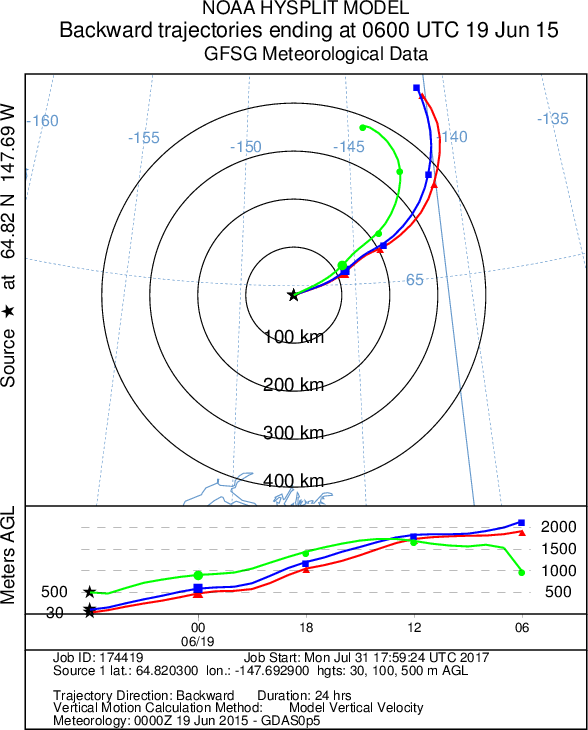 NOAA HYSPLIT MODEL
Backward trajectories ending at 0600 UTC 19 Jun 15
GFSG Meteorological Data
Source ★ at 64.82 N 147.69 W
-160
-155
-150
-145
-140
-135
65
100 km
200 km
300 km
400 km
Meters AGL
500
30
2000
1500
1000
500
00
18
12
06
06/19
Job ID: 174419 Job Start: Mon Jul 31 17:59:24 UTC 2017
Source 1 lat.: 64.820300 lon.: -147.692900 hgts: 30, 100, 500 m AGL
Trajectory Direction: Backward Duration: 24 hrs
Vertical Motion Calculation Method: Model Vertical Velocity
Meteorology: 0000Z 19 Jun 2015 - GDAS0p5